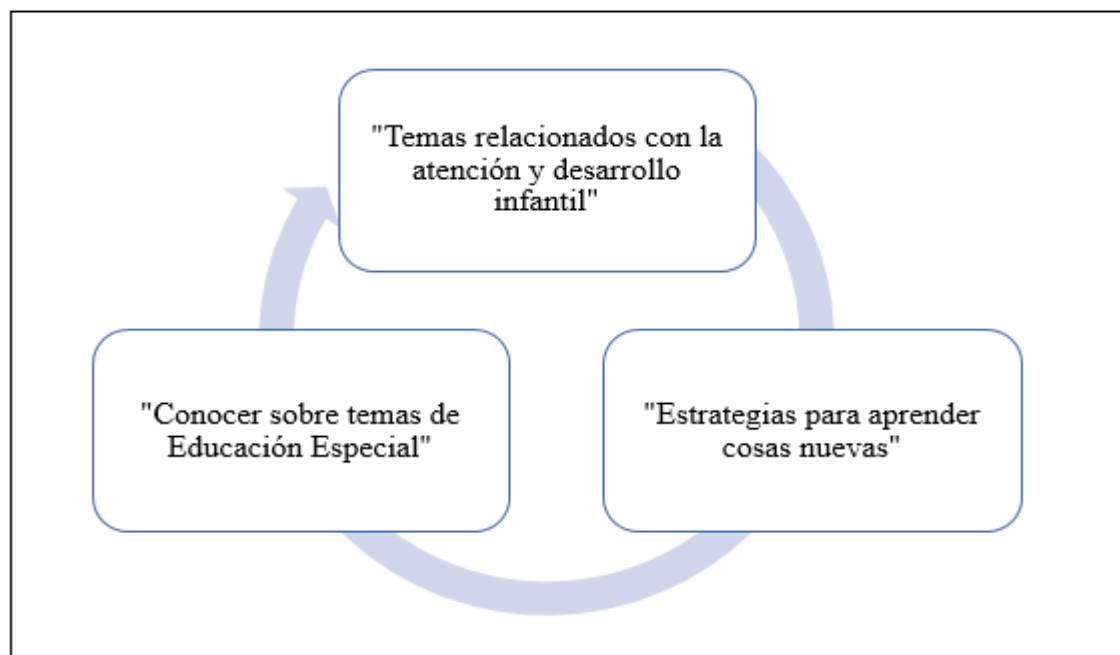 "Temas relacionados con la
atención y desarrollo
infantil"
"Conocer sobre temas de
Educación Especial"
"Estrategias para aprender
cosas nuevas"